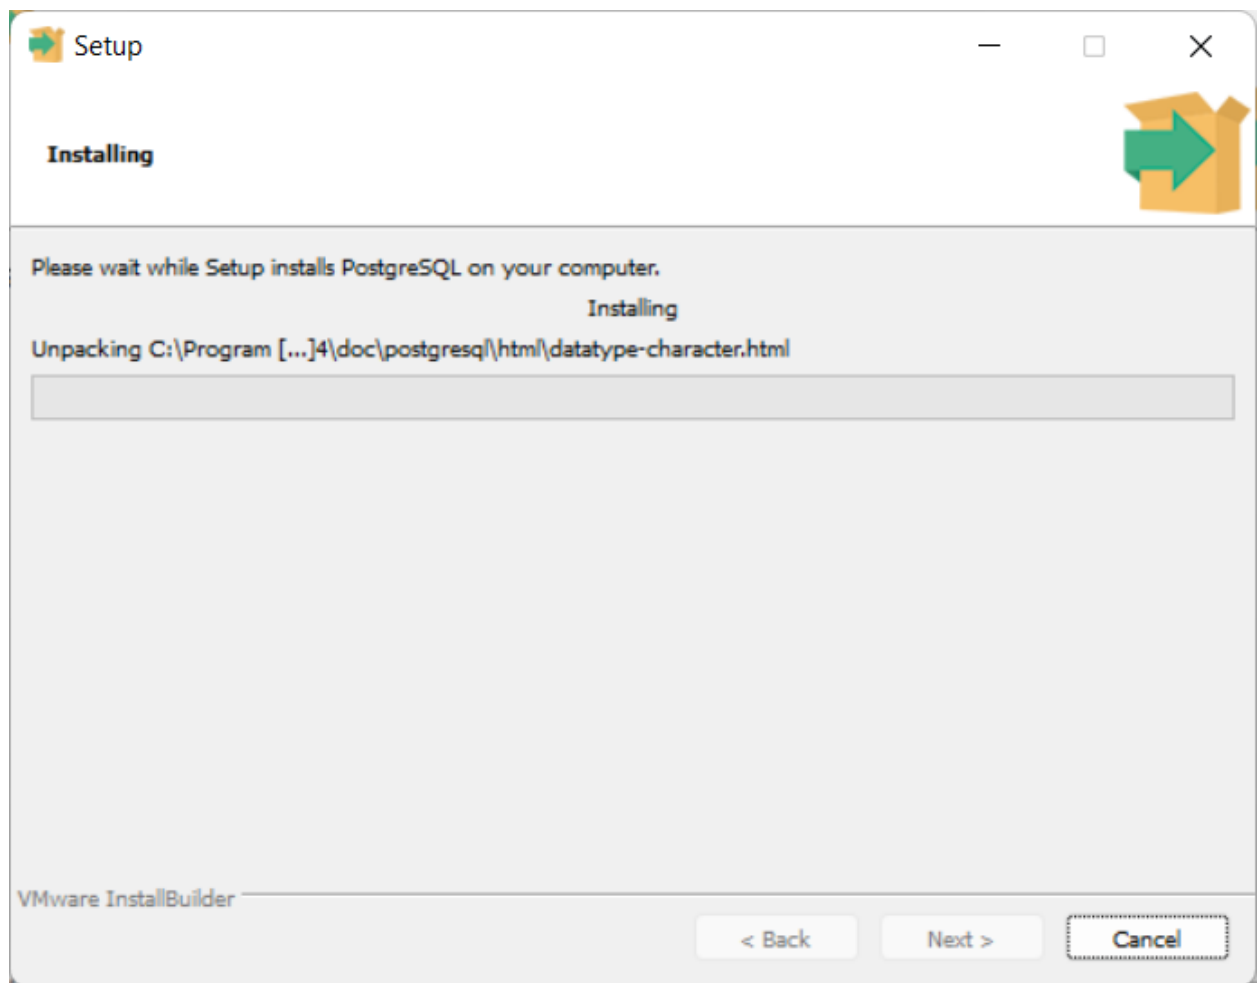 Setup
Installing
Please wait while Setup installs PostgreSQL on your computer.
Installing
Unpacking C:\Program [...]4\doc\postgresql\html\datatype-character.html
VMware InstallBuilder
< Back Next > Cancel